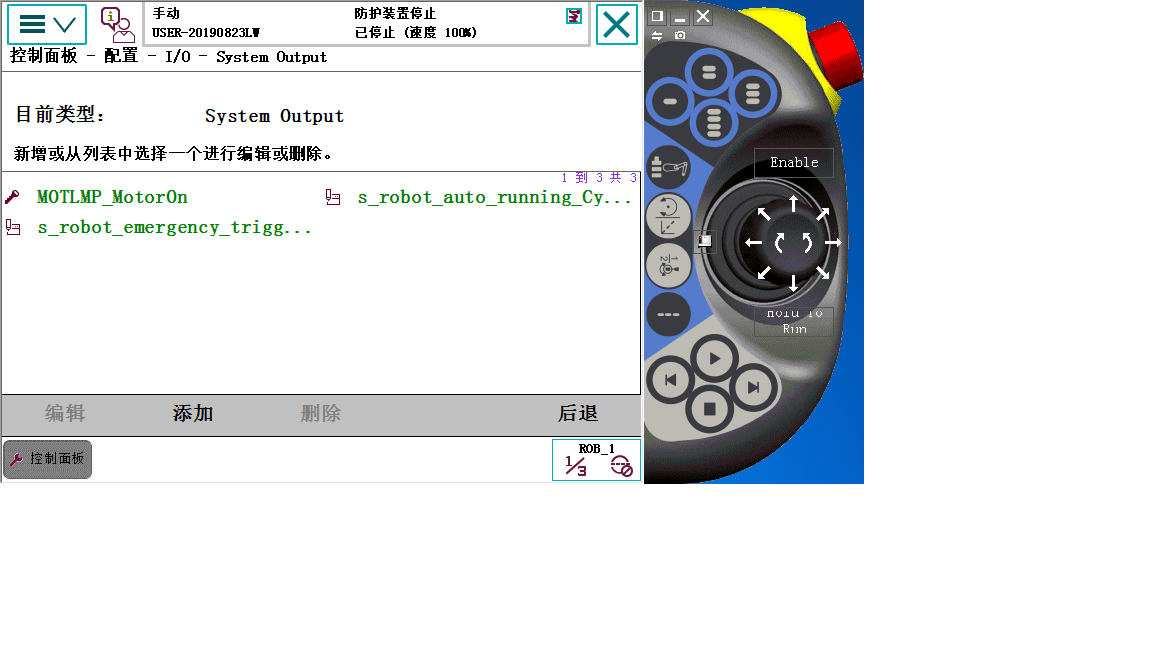 手动
USER-20190823LW
防护装置停止
已停止 (速度 100%)
控制面板 - 配置 - I/O - System Output
目前类型: System Output
新增或从列表中选择一个进行编辑或删除。
1 到 3 共 3
MOTLMP_MotorOn
s_robot_auto_running_Cy...
s_robot_emergency_trigg...
编辑 添加 删除 后退
控制面板
ROB_1
1/3
Enable
Hold To
Run